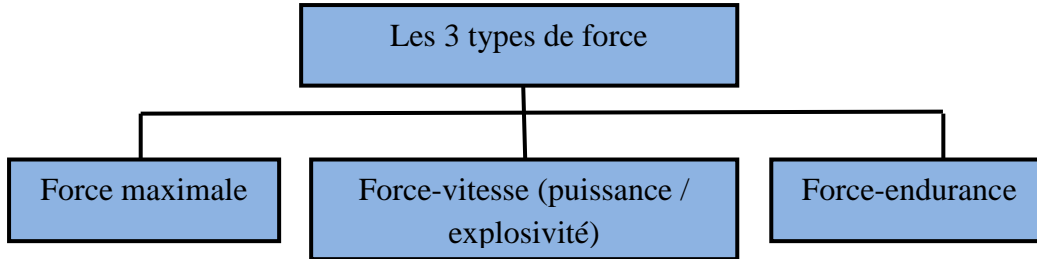 Les 3 types de force
Force maximale
Force-vitesse (puissance /
explosivité)
Force-endurance